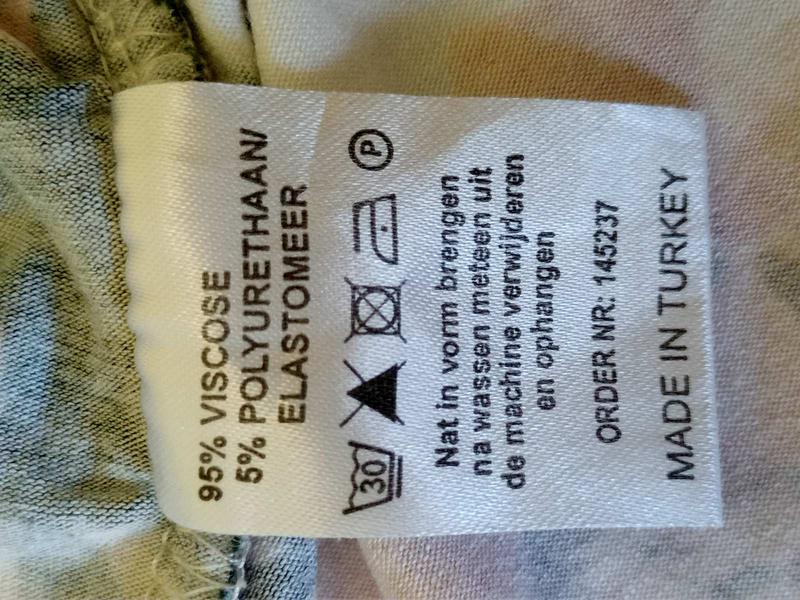 95% VISCOSE
5% POLYURETHAAN/
ELASTOMEER
30 P
Nat in vorm brengen
na wassen meteen uit
de machine verwijderen
en ophangen
ORDER NR: 145237
MADE IN TURKEY